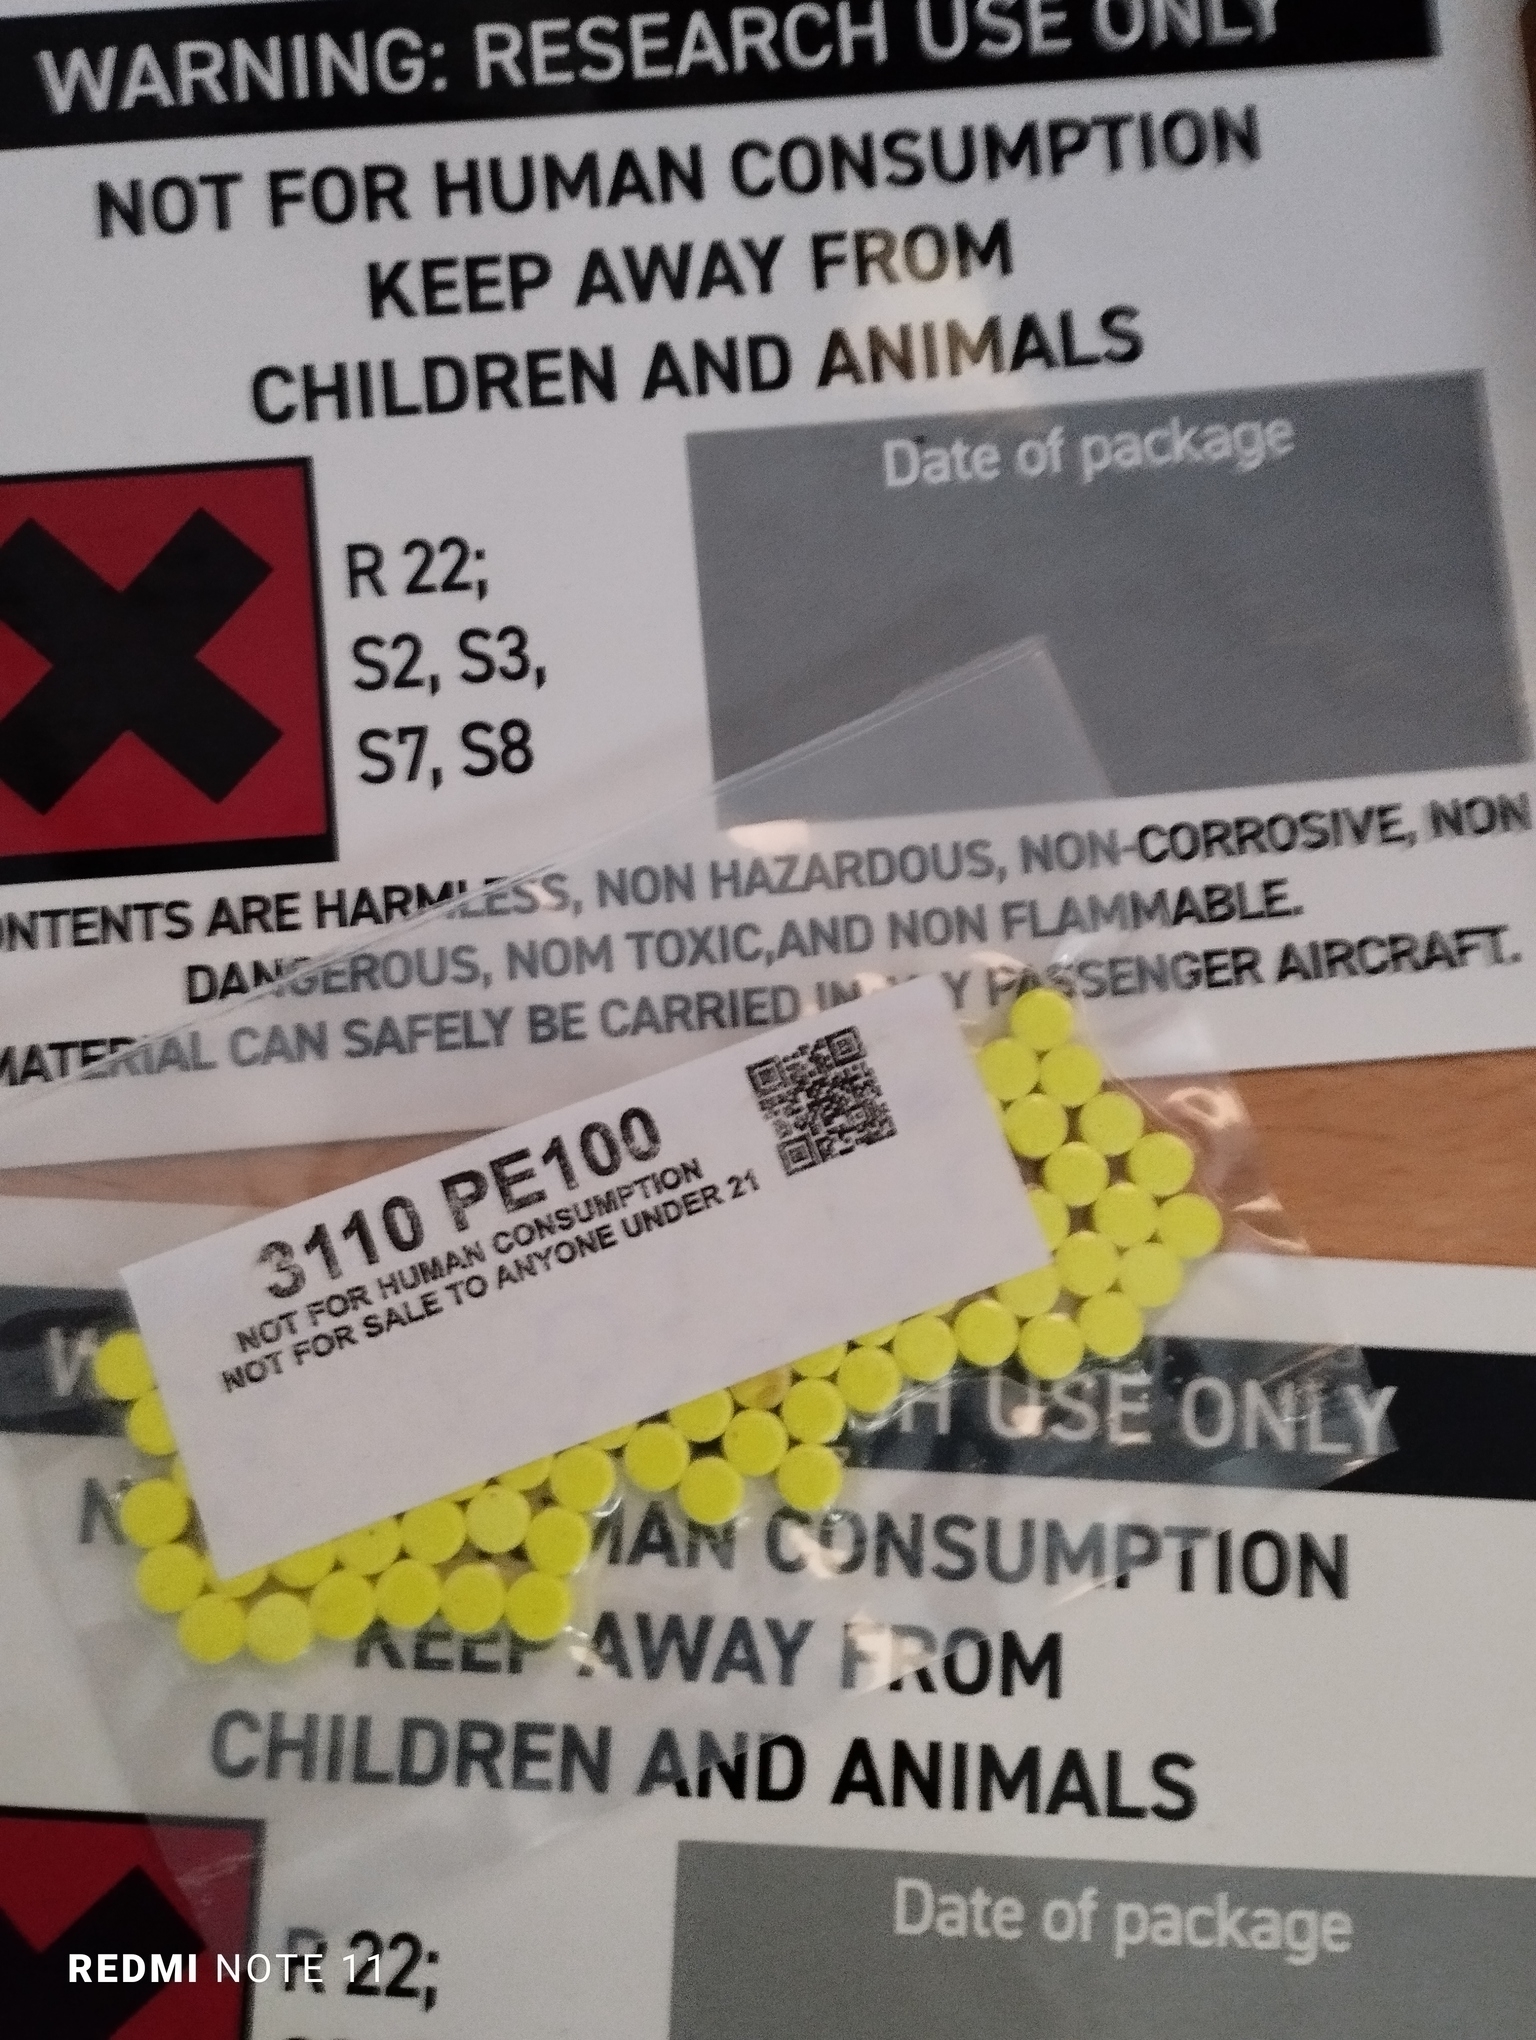 WARNING: RESEARCH USE ONLY
NOT FOR HUMAN CONSUMPTION
KEEP AWAY FROM
CHILDREN AND ANIMALS
Date of package
R 22;
S2, S3,
S7, S8
ARE HARMLESS, NON HAZARDOUS, NON-CORROSIVE, NON
DANGEROUS, NOM TOXIC,AND NON FLAMMABLE.
MATERIAL CAN SAFELY BE CARRIED IN PASSENGER AIRCRAFT.
3110 PE100
NOT FOR HUMAN CONSUMPTION
NOT FOR SALE TO ANYONE UNDER 21
USE ONLY
CONSUMPTION
KEEP AWAY FROM
CHILDREN AND ANIMALS
Date of package
R 22;
REDMI NOTE 11